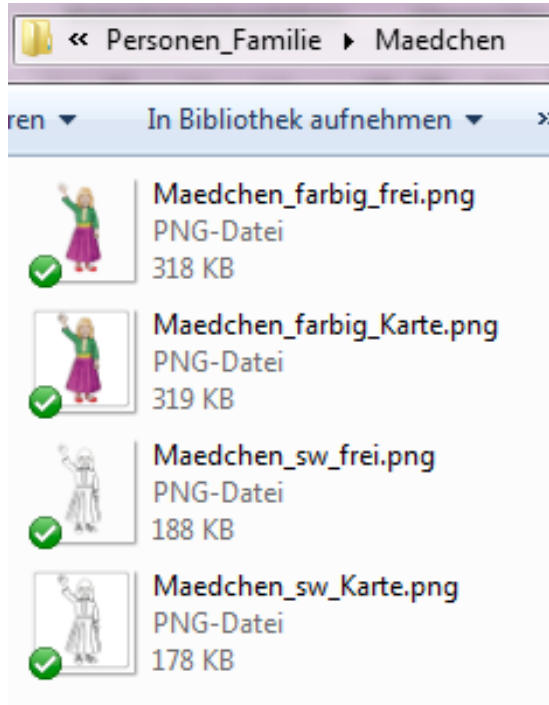 « Personen_Familie ▸ Maedchen
ren ▾ In Bibliothek aufnehmen ▾ »
Maedchen_farbig_frei.png
PNG-Datei
318 KB
Maedchen_farbig_Karte.png
PNG-Datei
319 KB
Maedchen_sw_frei.png
PNG-Datei
188 KB
Maedchen_sw_Karte.png
PNG-Datei
178 KB